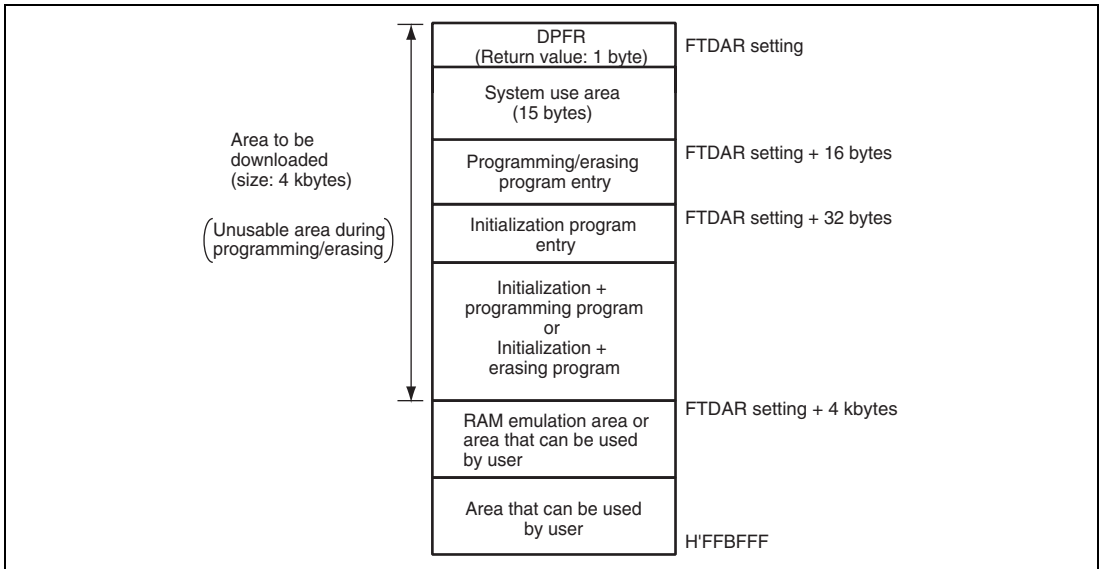 DPFR
(Return value: 1 byte)
FTDAR setting
System use area
(15 bytes)
Area to be
downloaded
(size: 4 kbytes)
(Unusable area during
programming/erasing)
FTDAR setting + 16 bytes
Programming/erasing
program entry
FTDAR setting + 32 bytes
Initialization program
entry
Initialization +
programming program
or
Initialization +
erasing program
FTDAR setting + 4 kbytes
RAM emulation area or
area that can be used
by user
Area that can be used
by user
H'FFBFFF